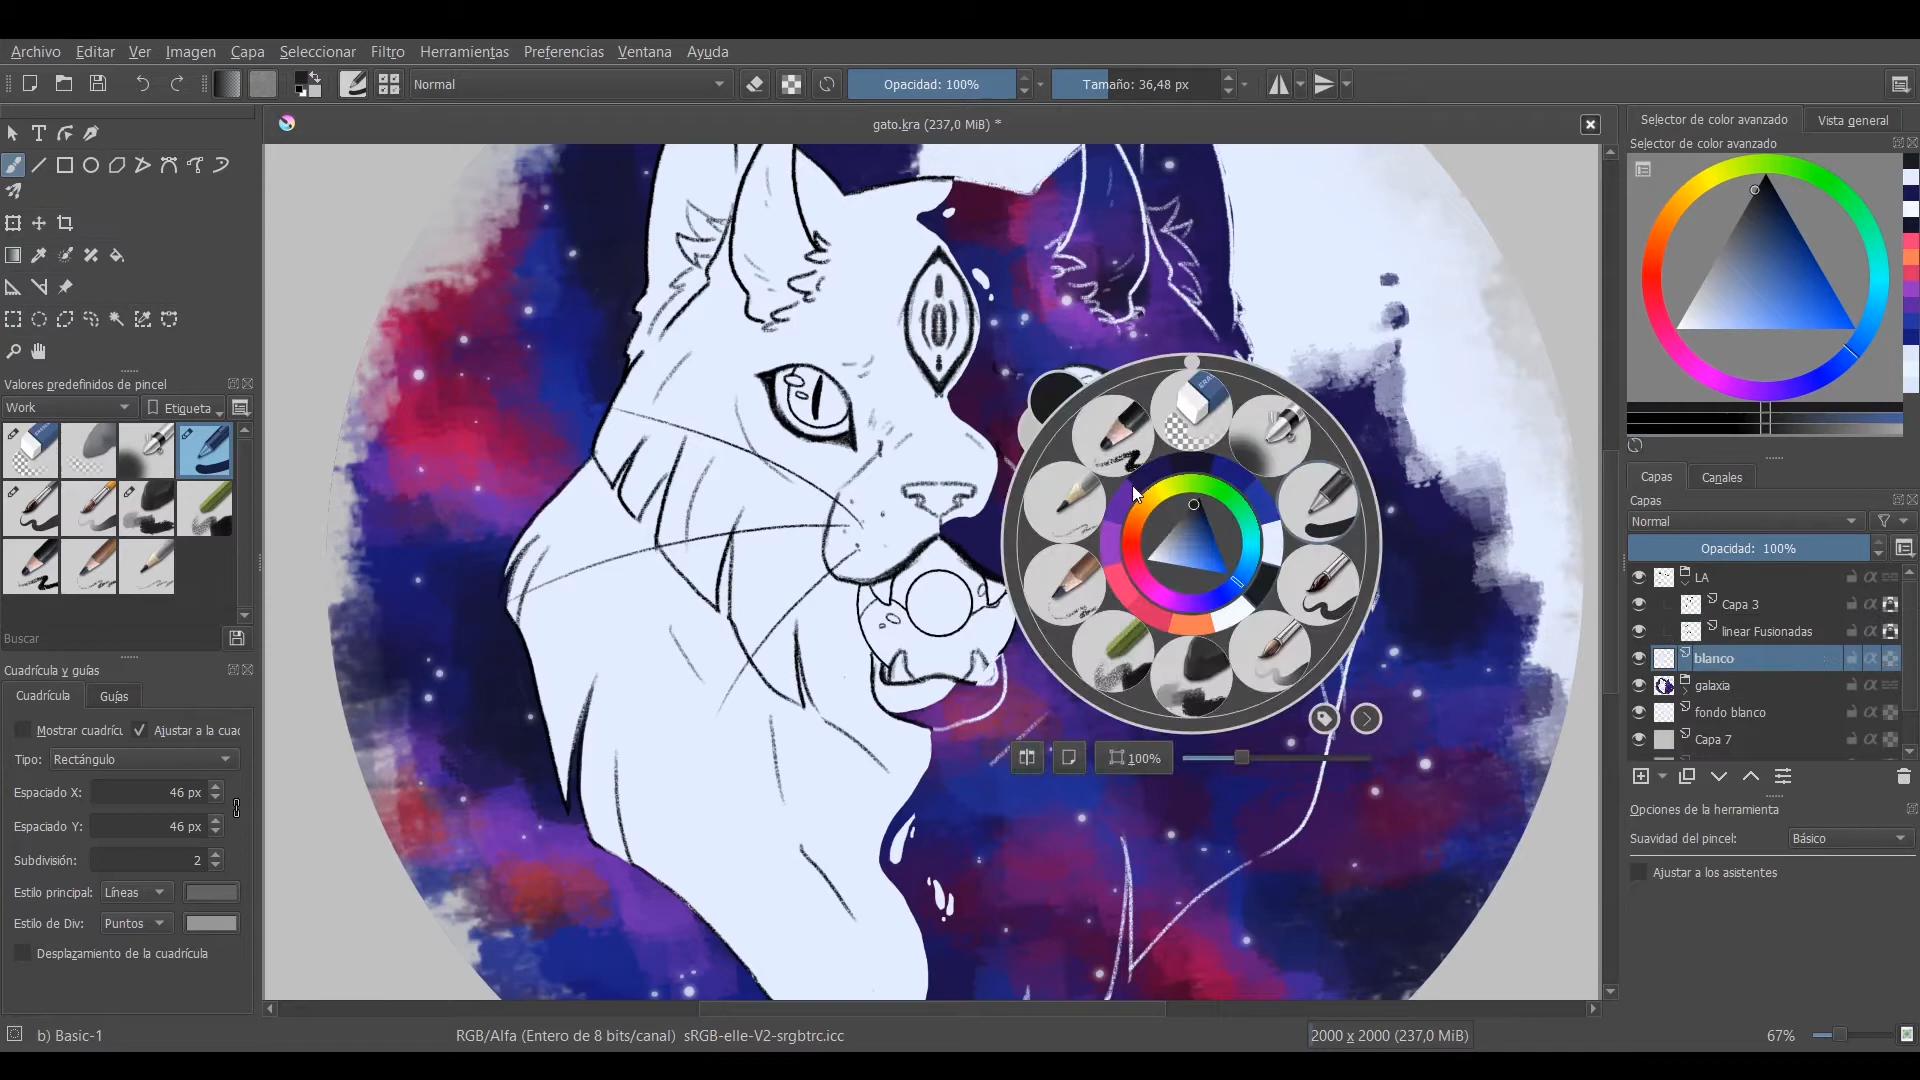 Archivo Editar Ver Imagen Capa Seleccionar Filtro Herramientas Preferencias Ventana Ayuda
Normal Opacidad: 100% Tamaño: 36,48 px
gato.kra (237,0 MiB) *
Selector de color avanzado Vista general
Selector de color avanzado
Valores predefinidos de pincel
Work Etiqueta
Buscar
Cuadrícula y guías
Cuadrícula Guías
Mostrar cuadrícu Ajustar a la cuad
Tipo: Rectángulo
Espaciado X: 46 px
Espaciado Y: 46 px
Subdivisión: 2
Estilo principal: Líneas
Estilo de Div: Puntos
Desplazamiento de la cuadrícula
100%
Capas Canales
Capas
Normal
Opacidad: 100%
LA
Capa 3
linear Fusionadas
blanco
galaxia
fondo blanco
Capa 7
Opciones de la herramienta
Suavidad del pincel: Básico
Ajustar a los asistentes
b) Basic-1 RGB/Alfa (Entero de 8 bits/canal) sRGB-elle-V2-srgbtrc.icc 2000 x 2000 (237,0 MiB) 67%